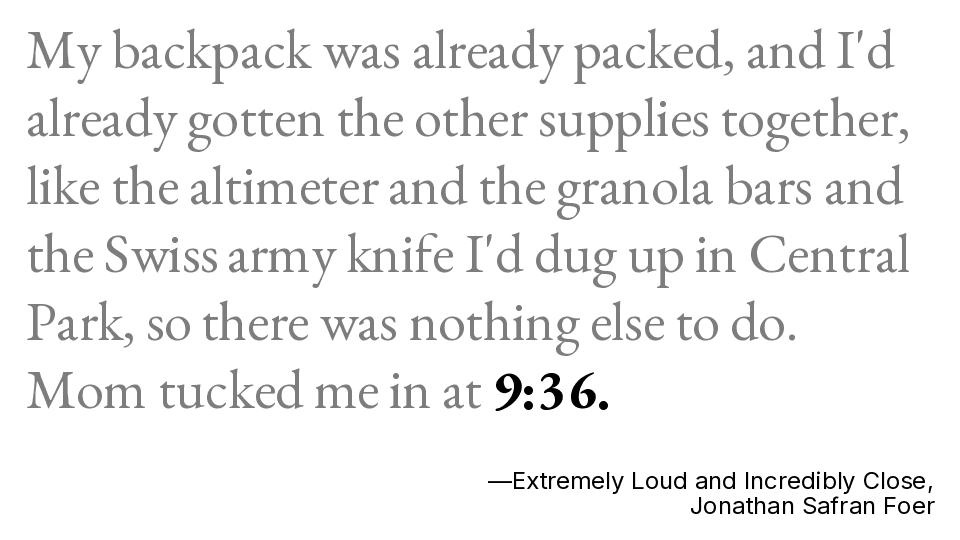 My backpack was already packed, and I'd
already gotten the other supplies together,
like the altimeter and the granola bars and
the Swiss army knife I'd dug up in Central
Park, so there was nothing else to do.
Mom tucked me in at 9:36.
—Extremely Loud and Incredibly Close,
Jonathan Safran Foer